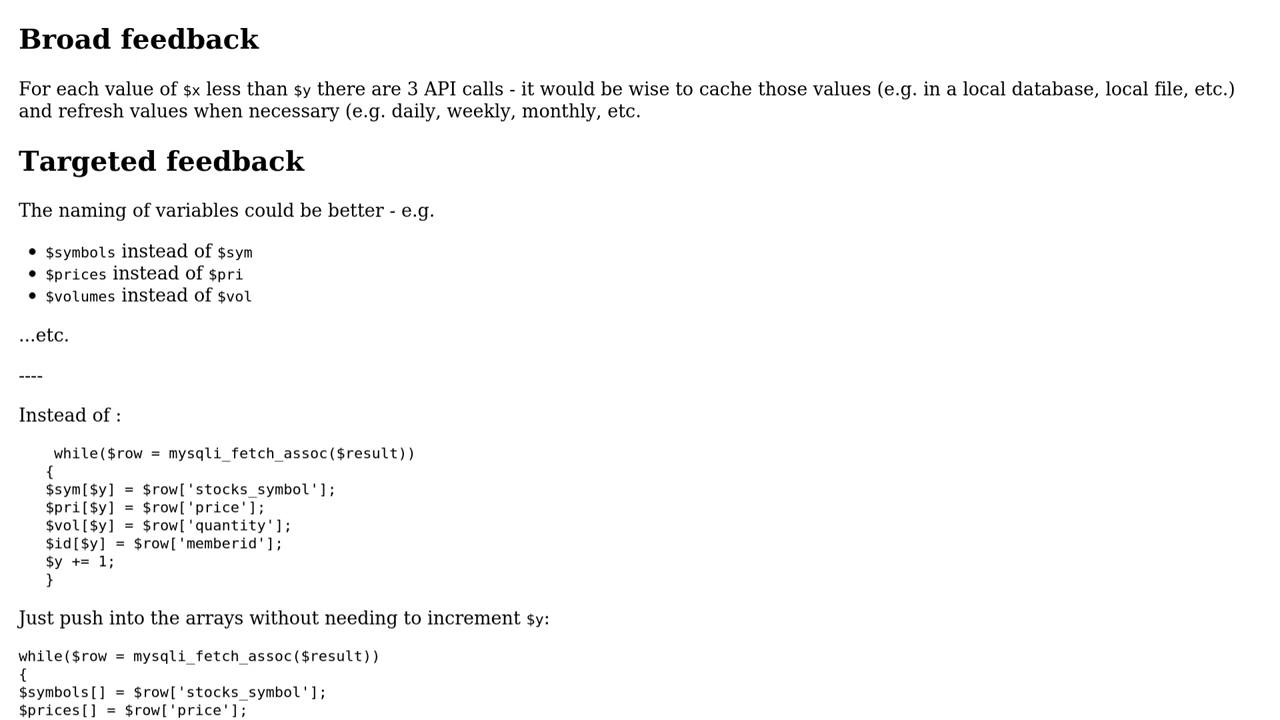 Broad feedback
For each value of $x less than $y there are 3 API calls - it would be wise to cache those values (e.g. in a local database, local file, etc.)
and refresh values when necessary (e.g. daily, weekly, monthly, etc.
Targeted feedback
The naming of variables could be better - e.g.
• $symbols instead of $sym
• $prices instead of $pri
• $volumes instead of $vol
...etc.
----
Instead of :
while($row = mysqli_fetch_assoc($result))
{
$sym[$y] = $row['stocks_symbol'];
$pri[$y] = $row['price'];
$vol[$y] = $row['quantity'];
$id[$y] = $row['memberid'];
$y += 1;
}
Just push into the arrays without needing to increment $y:
while($row = mysqli_fetch_assoc($result))
{
$symbols[] = $row['stocks_symbol'];
$prices[] = $row['price'];